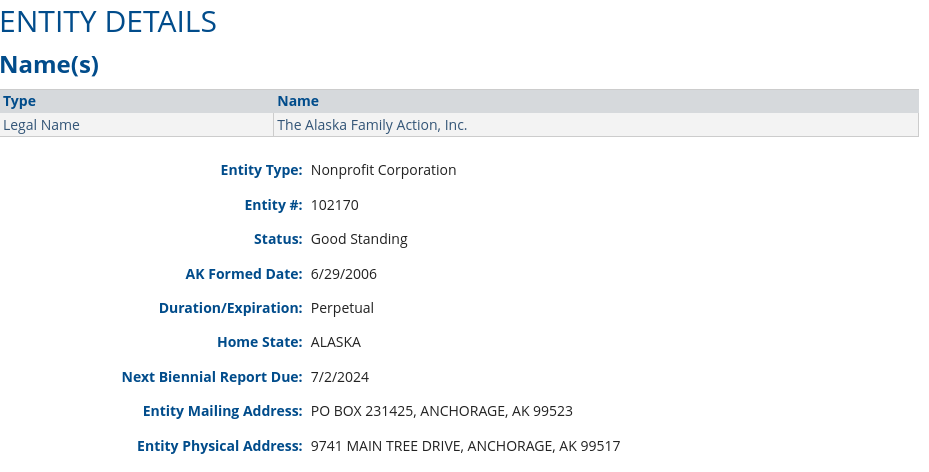 ENTITY DETAILS
Name(s)
Type Name
Legal Name The Alaska Family Action, Inc.
Entity Type: Nonprofit Corporation
Entity #: 102170
Status: Good Standing
AK Formed Date: 6/29/2006
Duration/Expiration: Perpetual
Home State: ALASKA
Next Biennial Report Due: 7/2/2024
Entity Mailing Address: PO BOX 231425, ANCHORAGE, AK 99523
Entity Physical Address: 9741 MAIN TREE DRIVE, ANCHORAGE, AK 99517